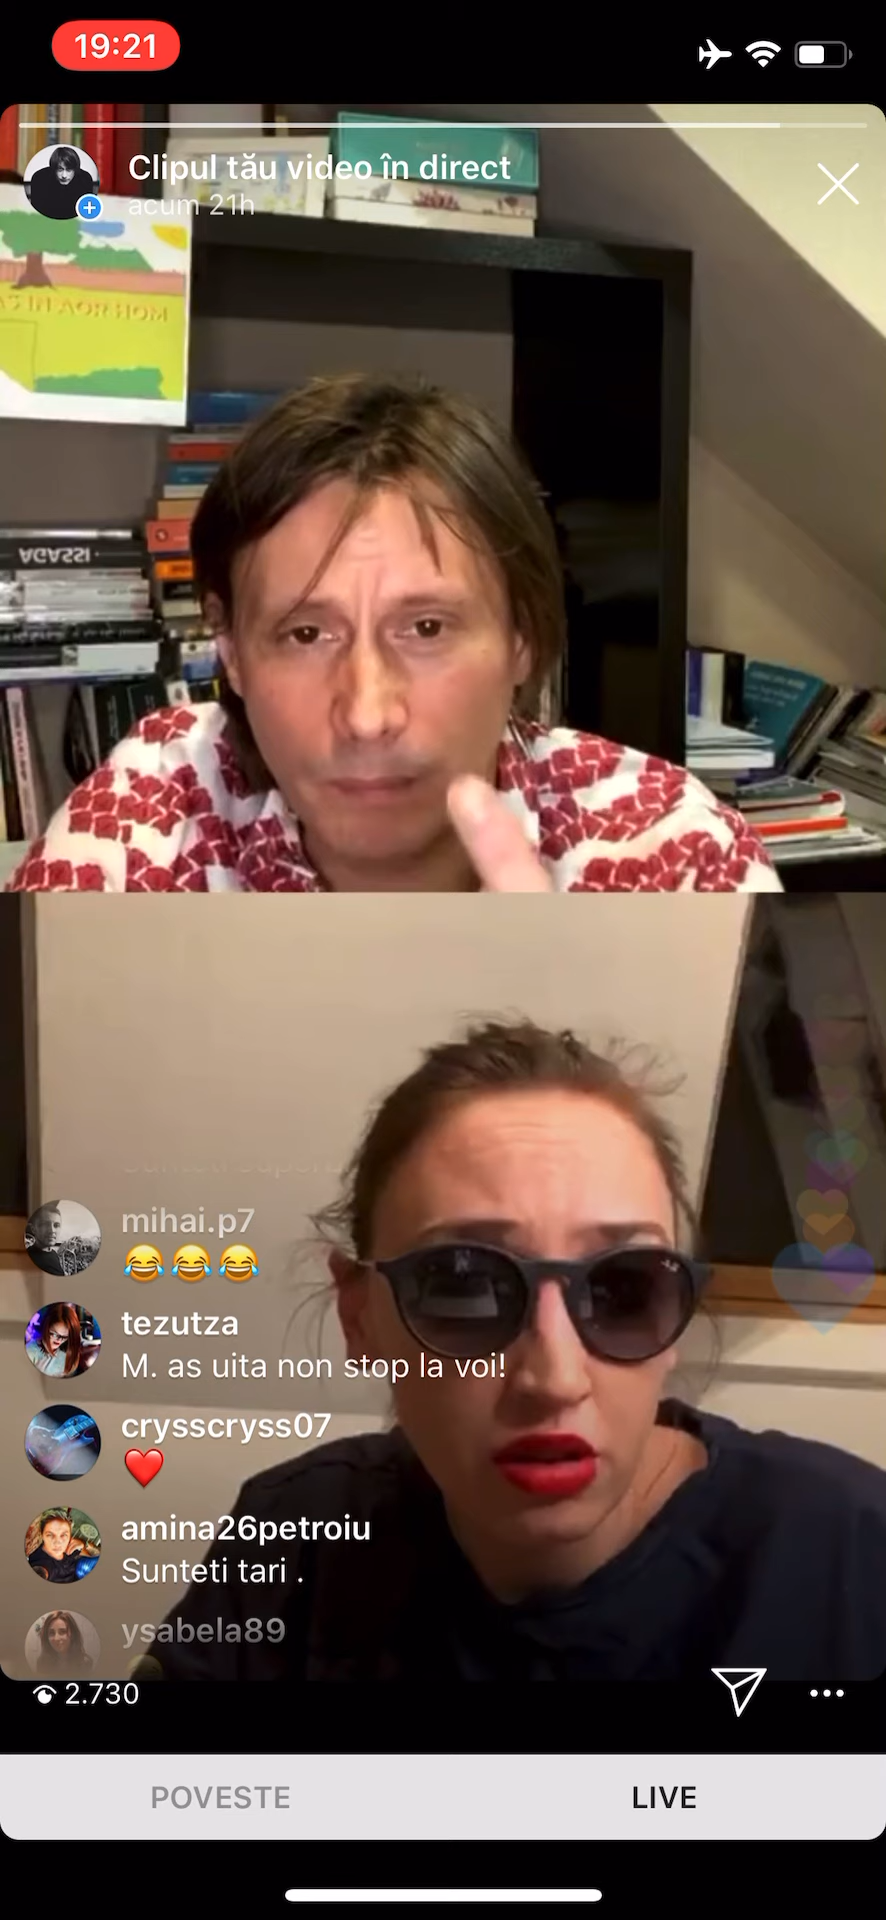 19:21
Clipul tău video în direct
acum 21h
AGASSI
mihai.p7
😂😂😂
tezutza
M. as uita non stop la voi!
crysscryss07
❤️
amina26petroiu
Sunteti tari .
ysabela89
2.730
POVESTE
LIVE